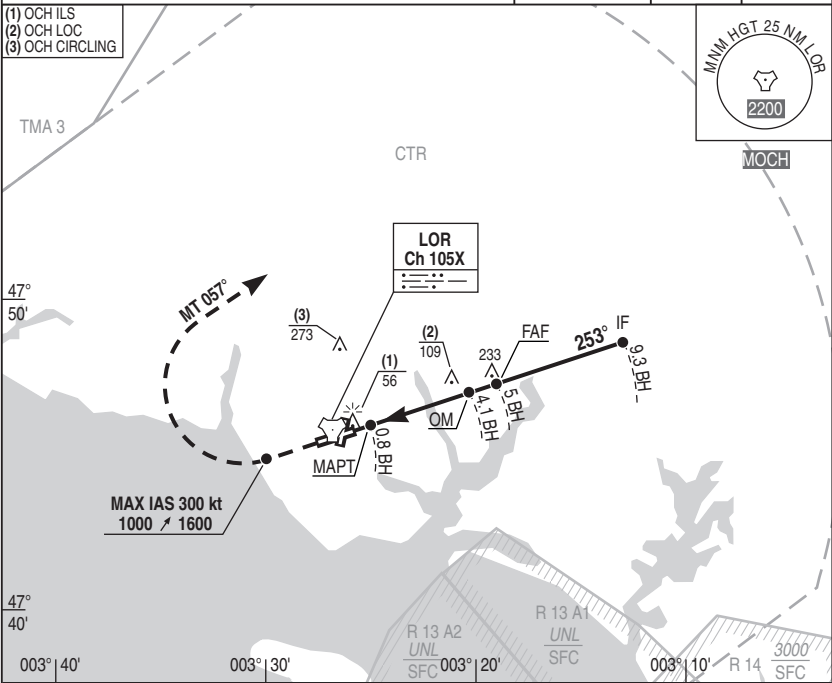 (1) OCH ILS
(2) OCH LOC
(3) OCH CIRCLING
MNM HGT 25 NM LOR
2200
MOCH
TMA 3
CTR
LOR
Ch 105X
47°
50'
MT 057°
(3)
273
(2)
109
233
FAF
253°
IF
9.3 BH
(1)
56
5 BH
4.1 BH
OM
0.8 BH
MAPT
MAX IAS 300 kt
1000 ↗ 1600
47°
40'
R 13 A2
UNL
SFC
R 13 A1
UNL
SFC
R 14
3000
SFC
003° 40'
003° 30'
003° 20'
003° 10'